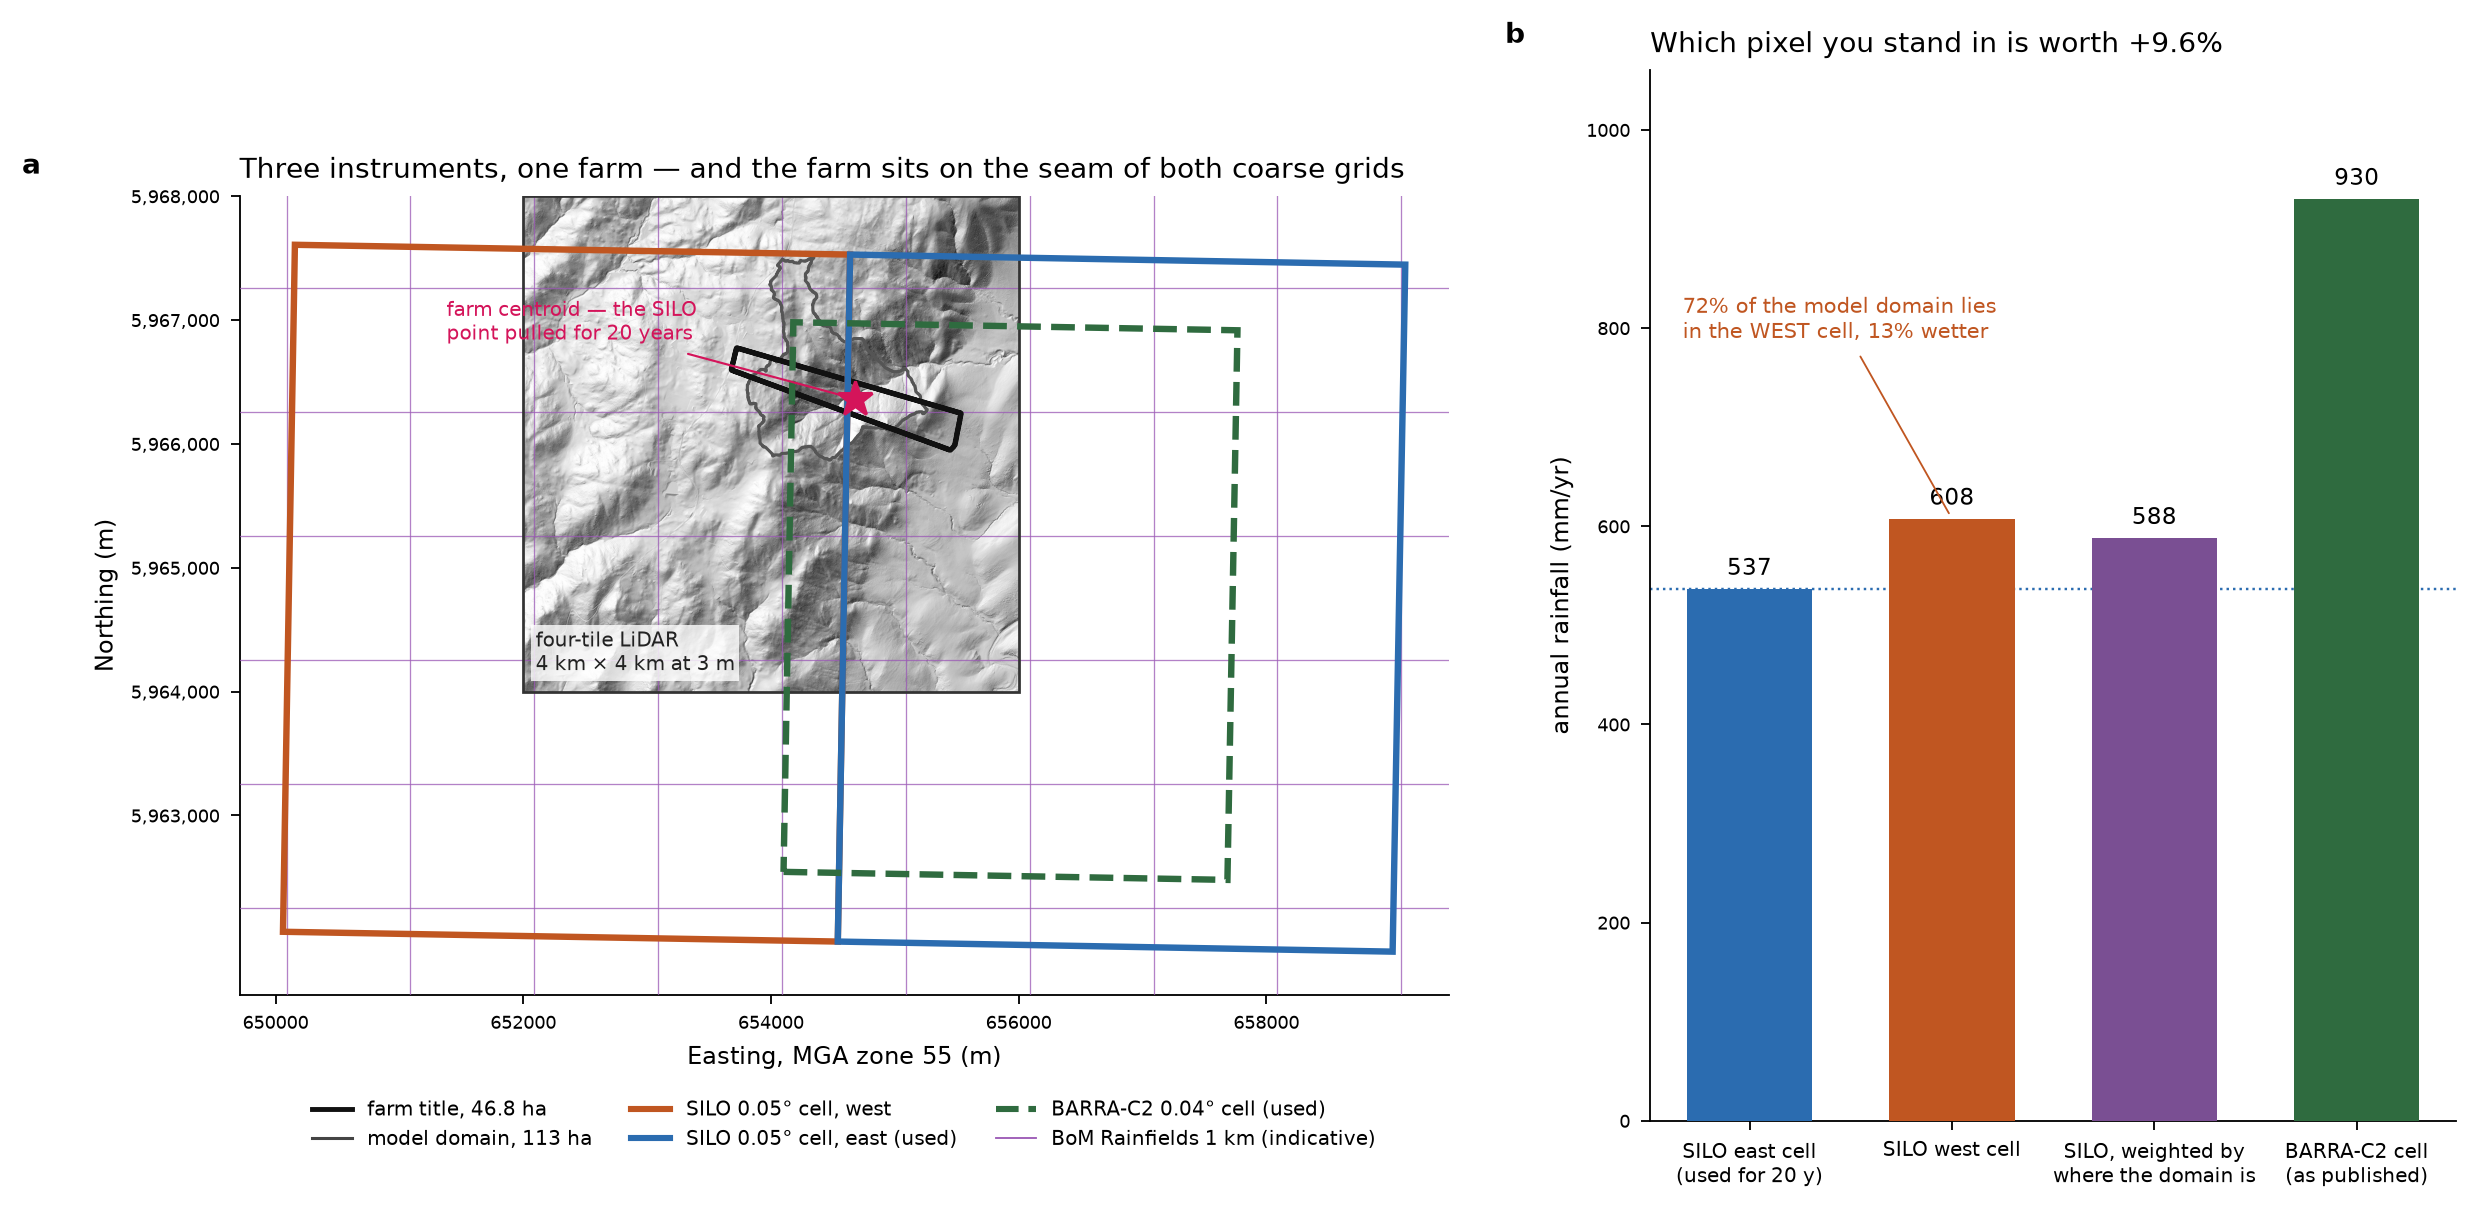 a
Three instruments, one farm — and the farm sits on the seam of both coarse grids
5,968,000
5,967,000
5,966,000
5,965,000
5,964,000
5,963,000
Northing (m)
farm centroid — the SILO
point pulled for 20 years
four-tile LiDAR
4 km × 4 km at 3 m
650000
652000
654000
656000
658000
Easting, MGA zone 55 (m)
farm title, 46.8 ha
model domain, 113 ha
SILO 0.05° cell, west
SILO 0.05° cell, east (used)
BARRA-C2 0.04° cell (used)
BoM Rainfields 1 km (indicative)
b
Which pixel you stand in is worth +9.6%
1000
800
600
400
200
0
annual rainfall (mm/yr)
72% of the model domain lies
in the WEST cell, 13% wetter
537
608
588
930
SILO east cell
(used for 20 y)
SILO west cell
SILO, weighted by
where the domain is
BARRA-C2 cell
(as published)